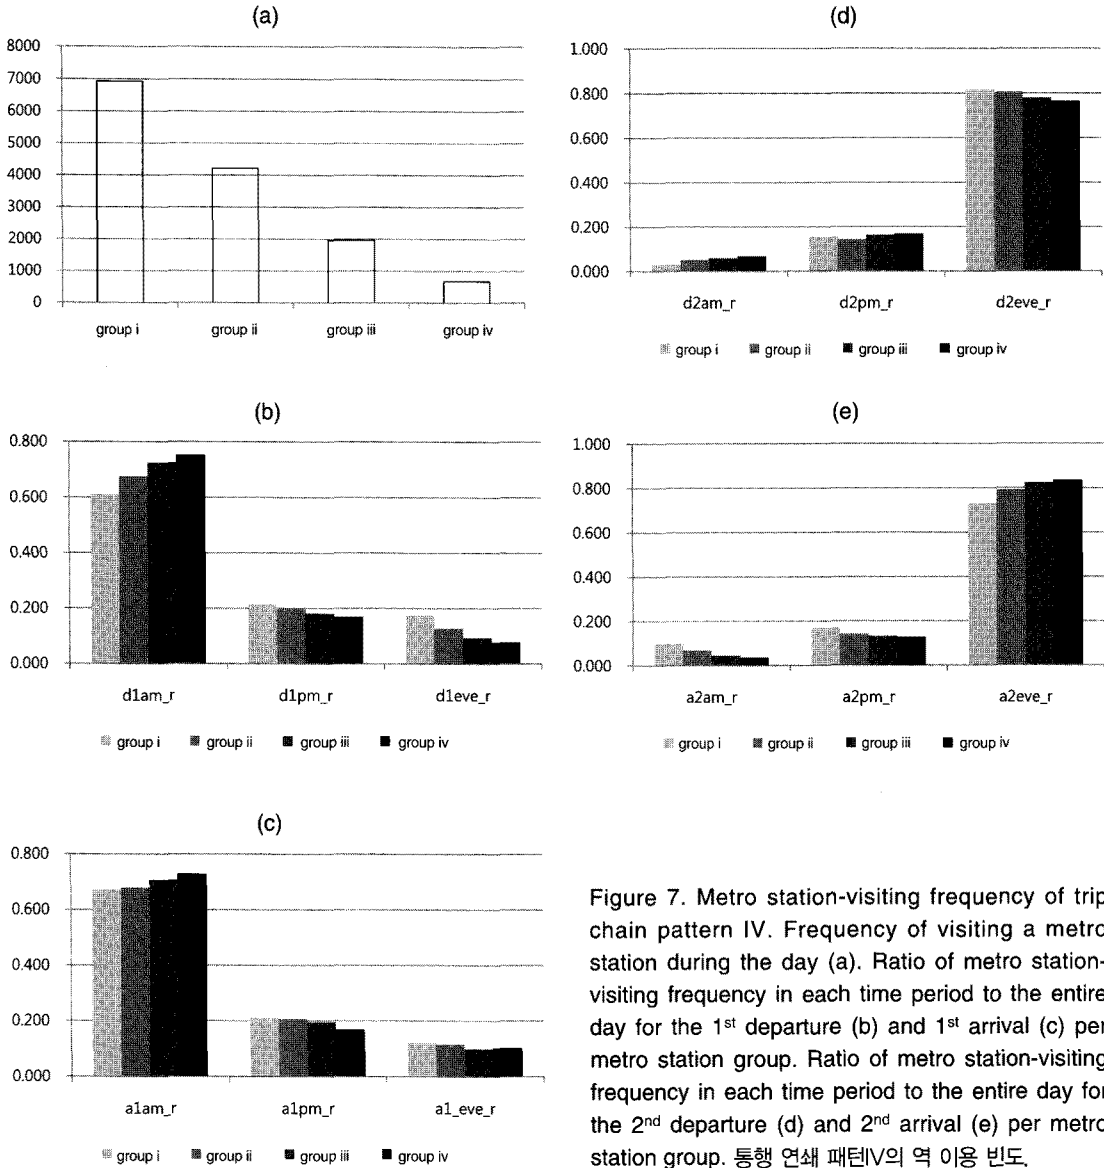 (a)
8000
7000
6000
5000
4000
3000
2000
1000
0
group i group ii group iii group iv
(b)
0.800
0.600
0.400
0.200
0.000
d1am_r d1pm_r d1eve_r
group i group ii group iii group iv
(c)
0.800
0.600
0.400
0.200
0.000
a1am_r a1pm_r a1_eve_r
group i group ii group iii group iv
(d)
1.000
0.800
0.600
0.400
0.200
0.000
d2am_r d2pm_r d2eve_r
group i group ii group iii group iv
(e)
1.000
0.800
0.600
0.400
0.200
0.000
a2am_r a2pm_r a2eve_r
group i group ii group iii group iv
Figure 7. Metro station-visiting frequency of trip
chain pattern IV. Frequency of visiting a metro
station during the day (a). Ratio of metro station-
visiting frequency in each time period to the entire
day for the 1st departure (b) and 1st arrival (c) per
metro station group. Ratio of metro station-visiting
frequency in each time period to the entire day for
the 2nd departure (d) and 2nd arrival (e) per metro
station group. 통행 연쇄 패턴IV의 역 이용 빈도.